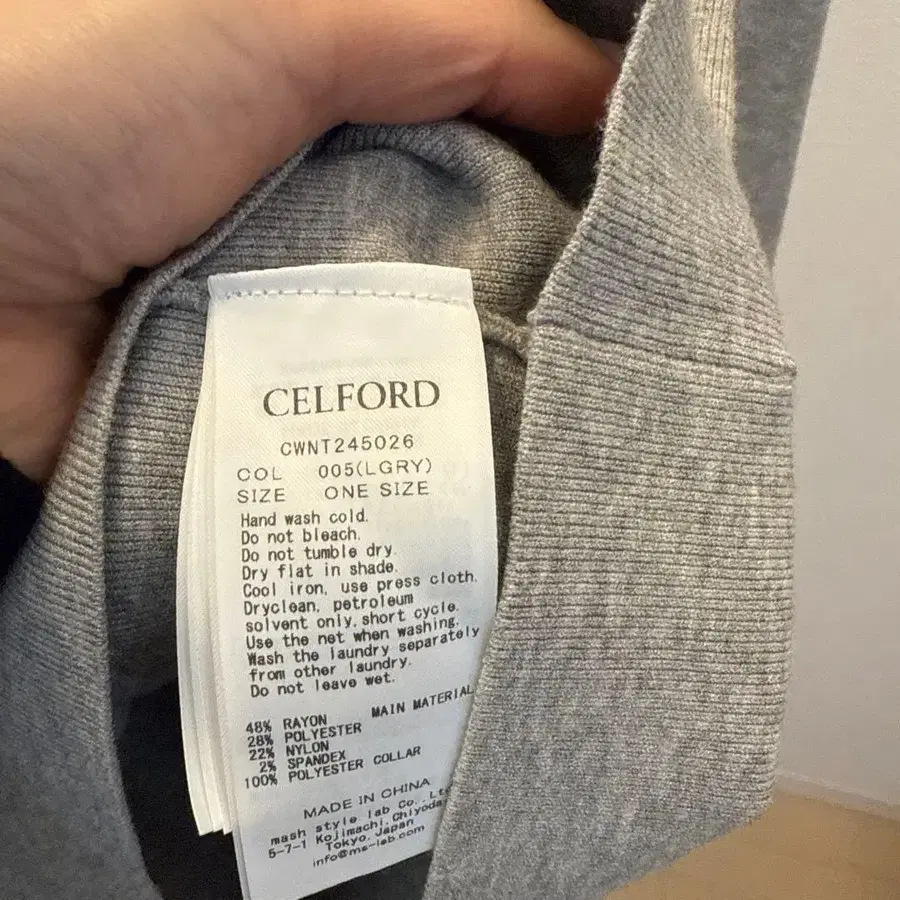 CELFORD
CWNT245026
COL 005(LGRY)
SIZE ONE SIZE
Hand wash cold.
Do not bleach.
Do not tumble dry.
Dry flat in shade.
Cool iron, use press cloth.
Dryclean, petroleum
solvent only,short cycle.
Use the net when washing.
Wash the laundry separately
from other laundry.
Do not leave wet.
MAIN MATERIAL
48% RAYON
28% POLYESTER
22% NYLON
2% SPANDEX
100% POLYESTER COLLAR
MADE IN CHINA
mash style lab Co.,Lt
5-7-1 Kojimachi,Chiyoda
Tokyo,Japan
info@ms-lab.com